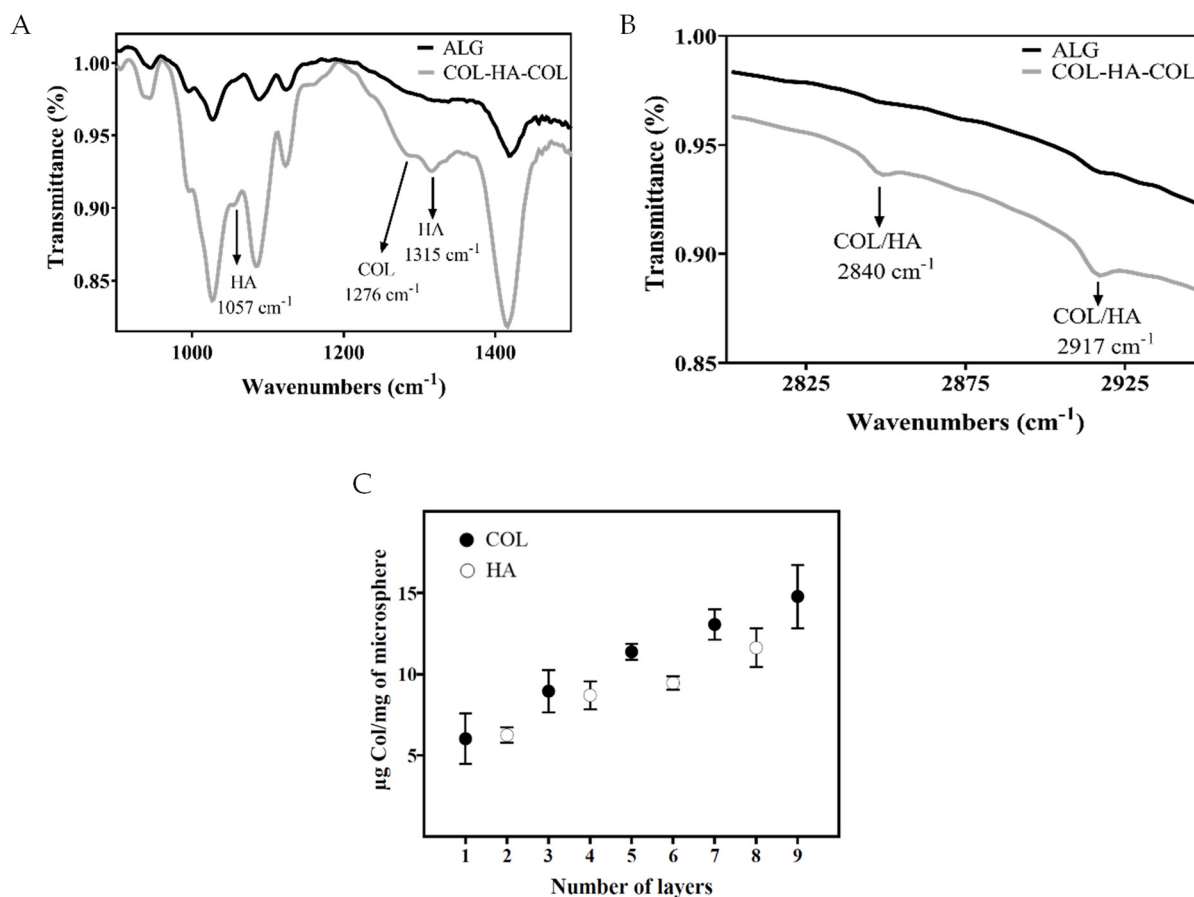 A
ALG
COL-HA-COL
1.00
0.95
0.90
0.85
Transmittance (%)
HA
1057 cm⁻¹
COL
1276 cm⁻¹
HA
1315 cm⁻¹
1000
1200
1400
Wavenumbers (cm⁻¹)
B
ALG
COL-HA-COL
1.00
0.95
0.90
0.85
Transmittance (%)
COL/HA
2840 cm⁻¹
COL/HA
2917 cm⁻¹
2825
2875
2925
Wavenumbers (cm⁻¹)
C
COL
HA
15
10
5
µg Col/mg of microsphere
1 2 3 4 5 6 7 8 9
Number of layers